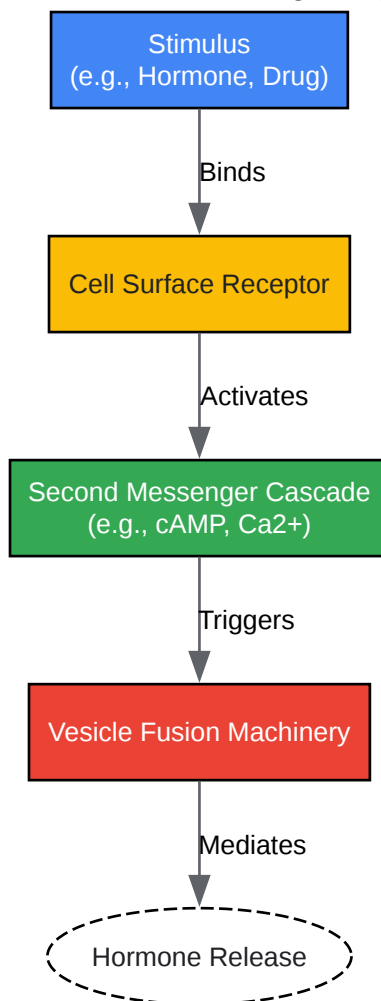 Stimulus
(e.g., Hormone, Drug)
Binds
Cell Surface Receptor
Activates
Second Messenger Cascade
(e.g., cAMP, Ca2+)
Triggers
Vesicle Fusion Machinery
Mediates
Hormone Release